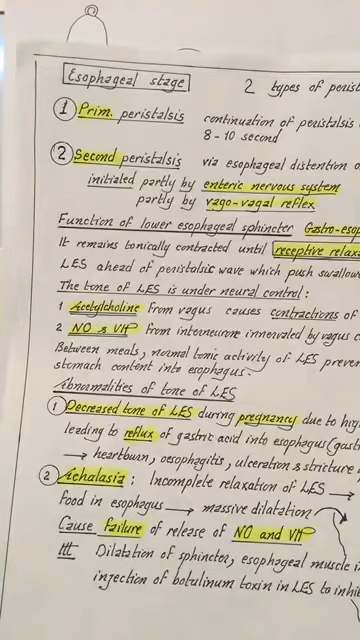 Esophageal stage
2 types of perist
1 Prim. peristalsis continuation of peristalsis
8-10 second
2 Second peristalsis via esophageal distention
initiated partly by enteric nervous system
partly by vago-vagal reflex
Function of lower esophageal sphincter Gastro-esop
It remains tonically contracted until receptive relaxa
LES ahead of peristalsic wave which push swallow
The tone of LES is under neural control:
1 Acetylcholine from vagus causes contractions of
2 NO & VIP from interneurone innervated by vagus
Between meals, normal tonic activity of LES preven
stomach content into esophagus.
Abnormalities of tone of LES
1 Decreased tone of LES during pregnancy due to hig
leading to reflux of gastric acid into esophagus (gast
→ heartburn, oesophagitis, ulceration & stricture
2 Achalasia: Incomplete relaxation of LES →
food in esophagus → massive dilatation
Cause failure of release of NO and VIP
ttt Dilatation of sphincter, esophageal muscle i
injection of botulinum toxin in LES to inhi